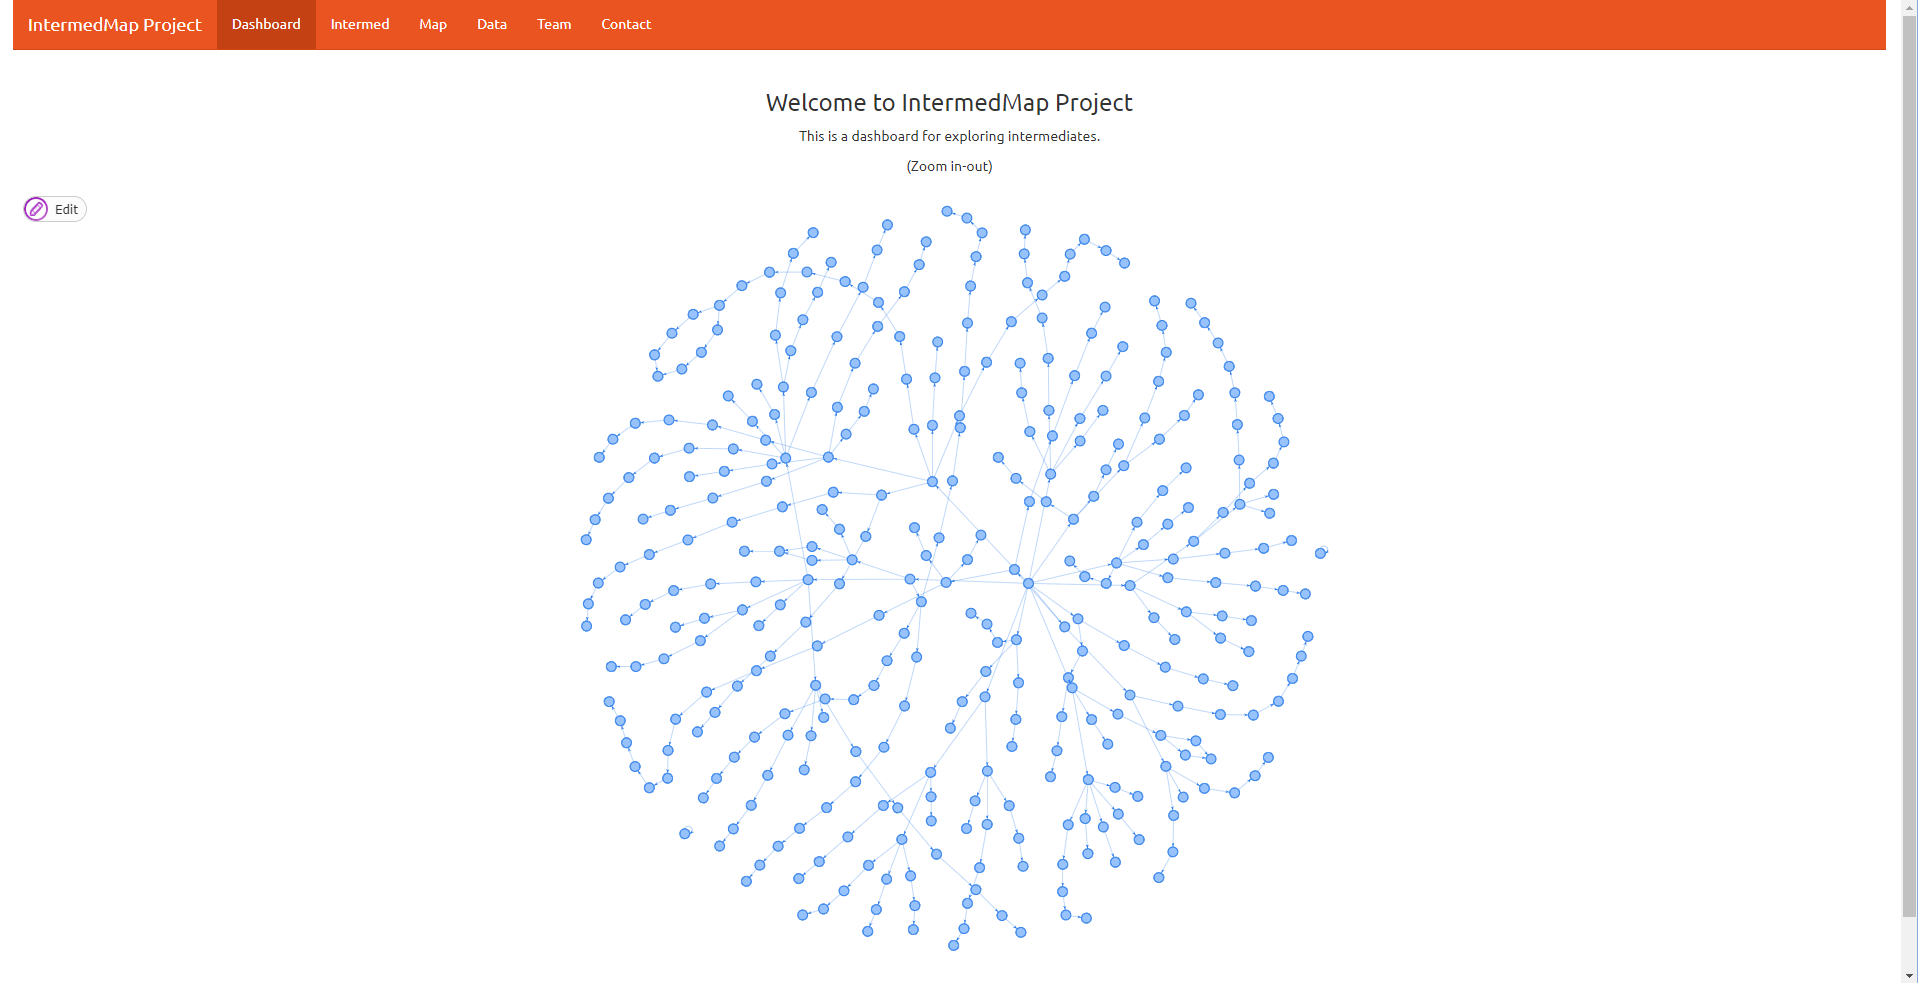 IntermedMap Project Dashboard Intermed Map Data Team Contact
Welcome to IntermedMap Project
This is a dashboard for exploring intermediates.
(Zoom in-out)
Edit